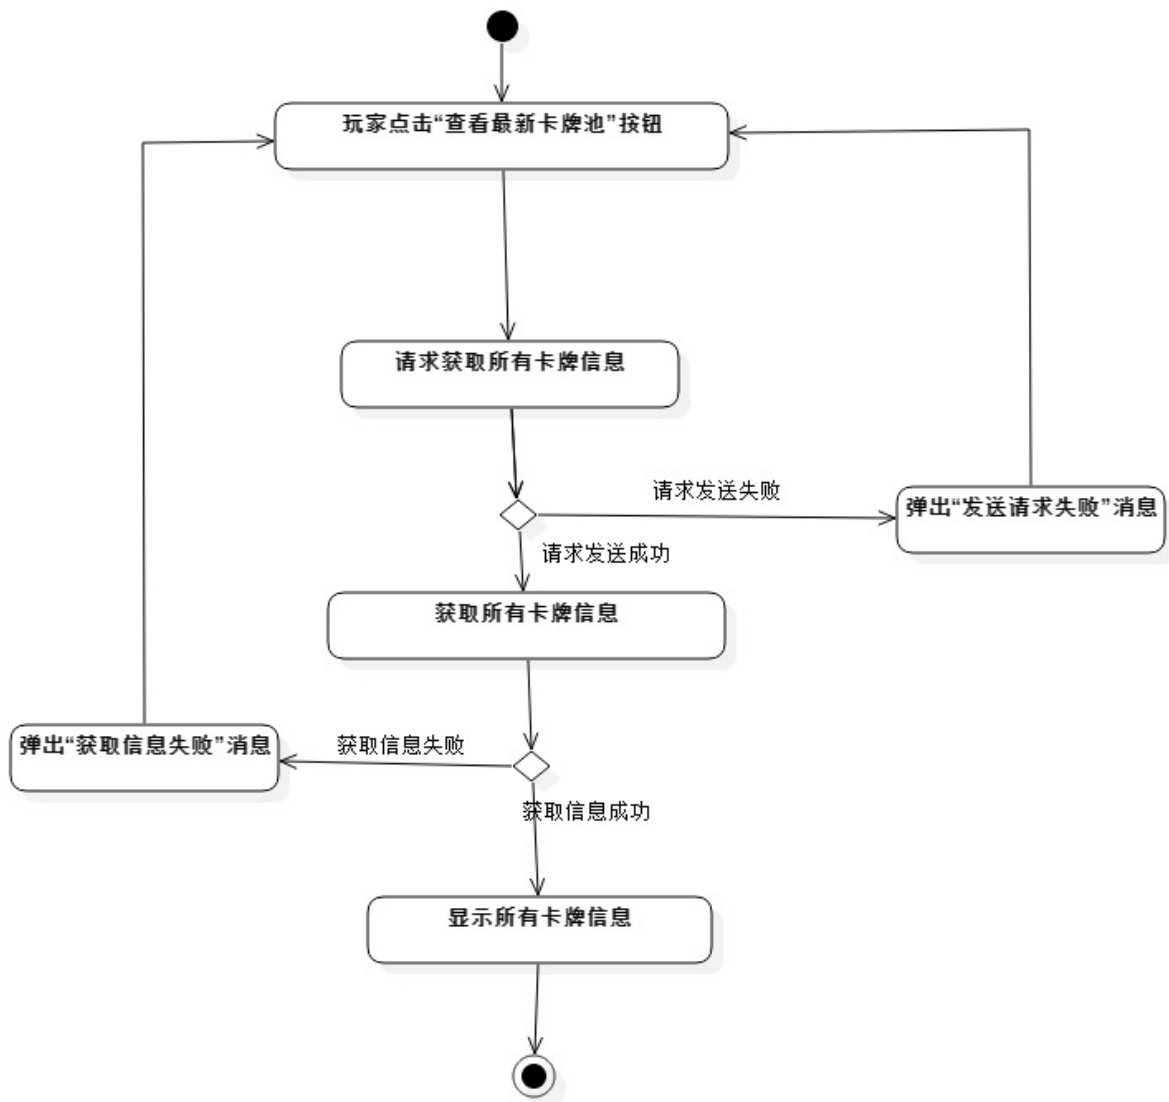 玩家点击“查看最新卡牌池”按钮
请求获取所有卡牌信息
请求发送失败
弹出“发送请求失败”消息
请求发送成功
获取所有卡牌信息
弹出“获取信息失败”消息
获取信息失败
获取信息成功
显示所有卡牌信息